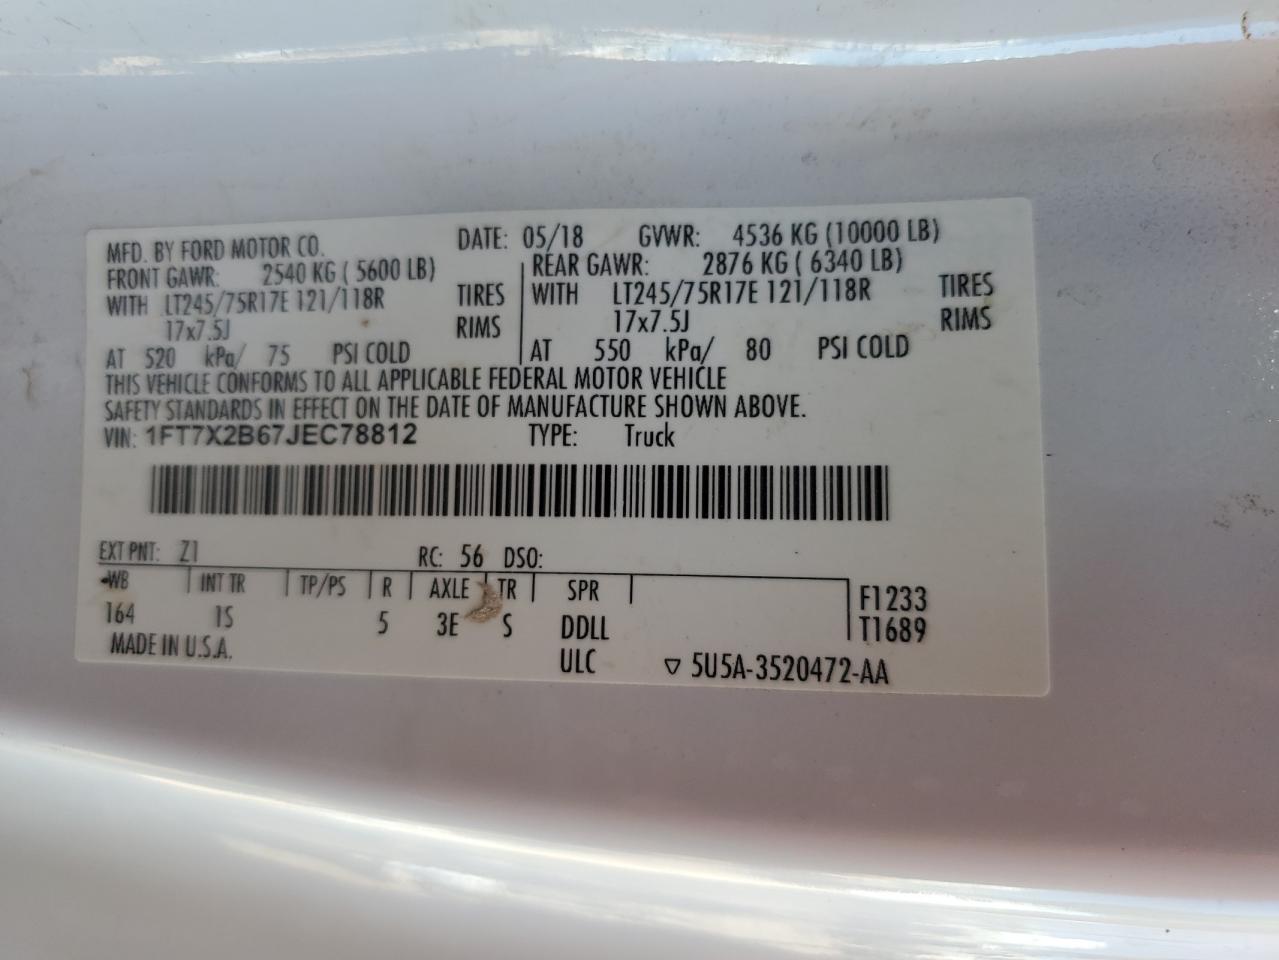 MFD. BY FORD MOTOR CO. DATE: 05/18 GVWR: 4536 KG (10000 LB)
FRONT GAWR: 2540 KG ( 5600 LB) REAR GAWR: 2876 KG ( 6340 LB)
WITH LT245/75R17E 121/118R TIRES WITH LT245/75R17E 121/118R TIRES
17x7.5J RIMS 17x7.5J RIMS
AT 520 kPa/ 75 PSI COLD AT 550 kPa/ 80 PSI COLD
THIS VEHICLE CONFORMS TO ALL APPLICABLE FEDERAL MOTOR VEHICLE
SAFETY STANDARDS IN EFFECT ON THE DATE OF MANUFACTURE SHOWN ABOVE.
VIN: 1FT7X2B67JEC78812 TYPE: Truck
EXT PNT: Z1 RC: 56 DSO:
WB INT TR TP/PS R AXLE TR SPR F1233
164 1S 5 3E S DDLL T1689
MADE IN U.S.A. ULC ▽ 5U5A-3520472-AA